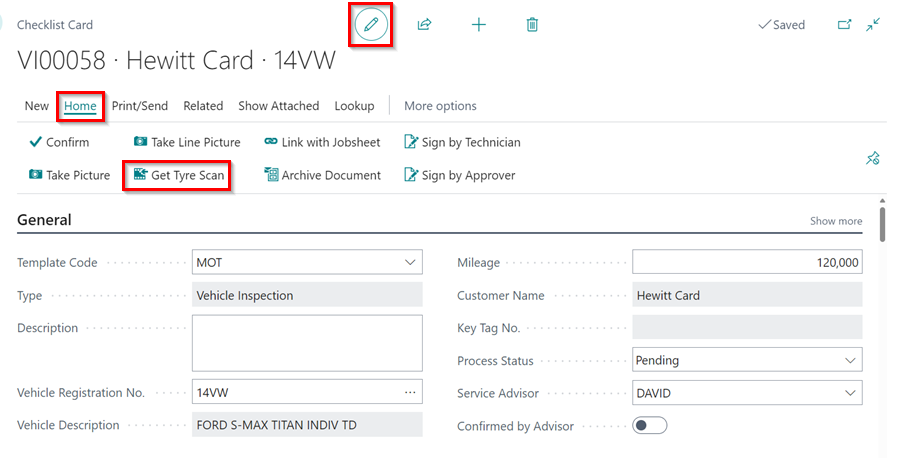 Checklist Card
Saved
VI00058 · Hewitt Card · 14VW
New Home Print/Send Related Show Attached Lookup More options
Confirm Take Line Picture Link with Jobsheet Sign by Technician
Take Picture Get Tyre Scan Archive Document Sign by Approver
General Show more
Template Code MOT Mileage 120,000
Type Vehicle Inspection Customer Name Hewitt Card
Description Key Tag No.
Process Status Pending
Vehicle Registration No. 14VW ... Service Advisor DAVID
Vehicle Description FORD S-MAX TITAN INDIV TD Confirmed by Advisor